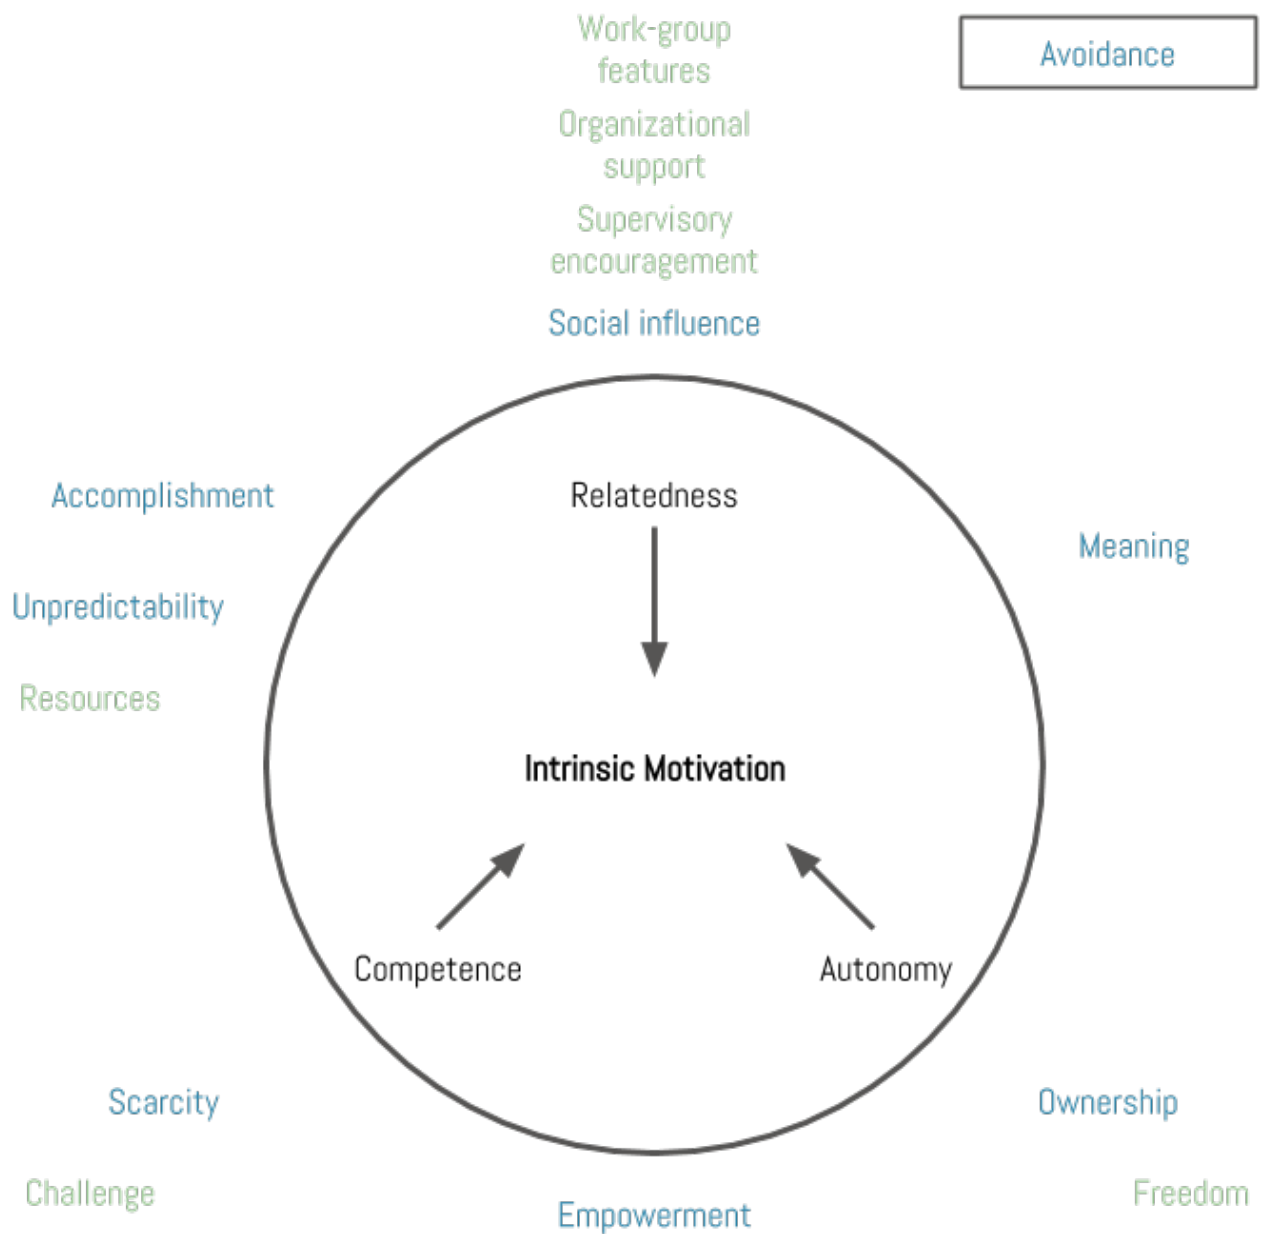 Work-group
features
Avoidance
Organizational
support
Supervisory
encouragement
Social influence
Accomplishment
Relatedness
Meaning
Unpredictability
Resources
Intrinsic Motivation
Competence
Autonomy
Scarcity
Ownership
Challenge
Freedom
Empowerment